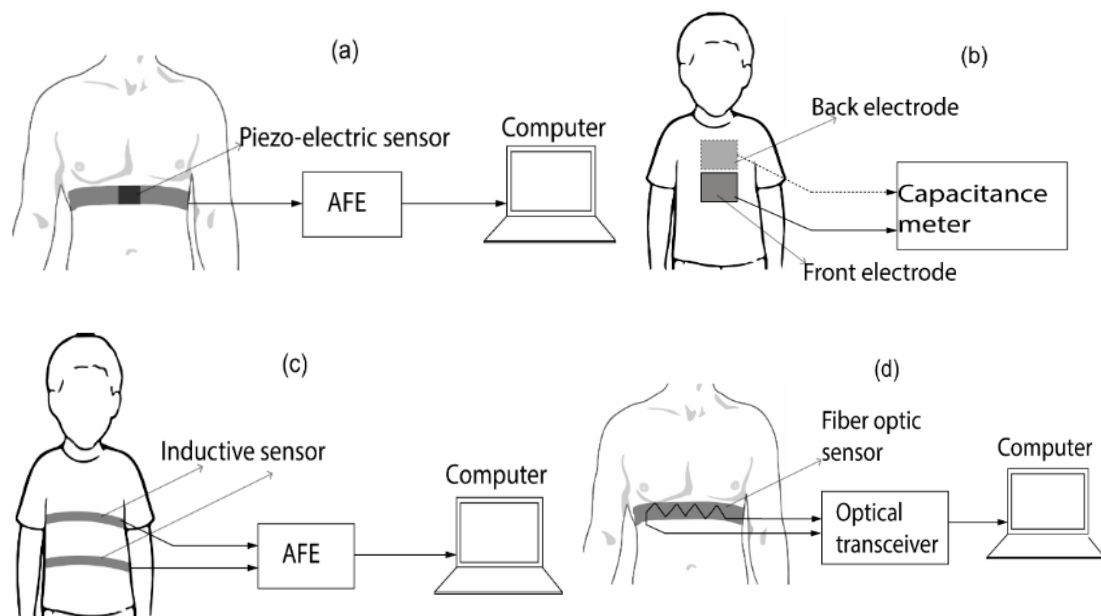 (a)
Piezo-electric sensor
AFE
Computer
(b)
Back electrode
Capacitance
meter
Front electrode
(c)
Inductive sensor
AFE
Computer
(d)
Fiber optic
sensor
Optical
transceiver
Computer